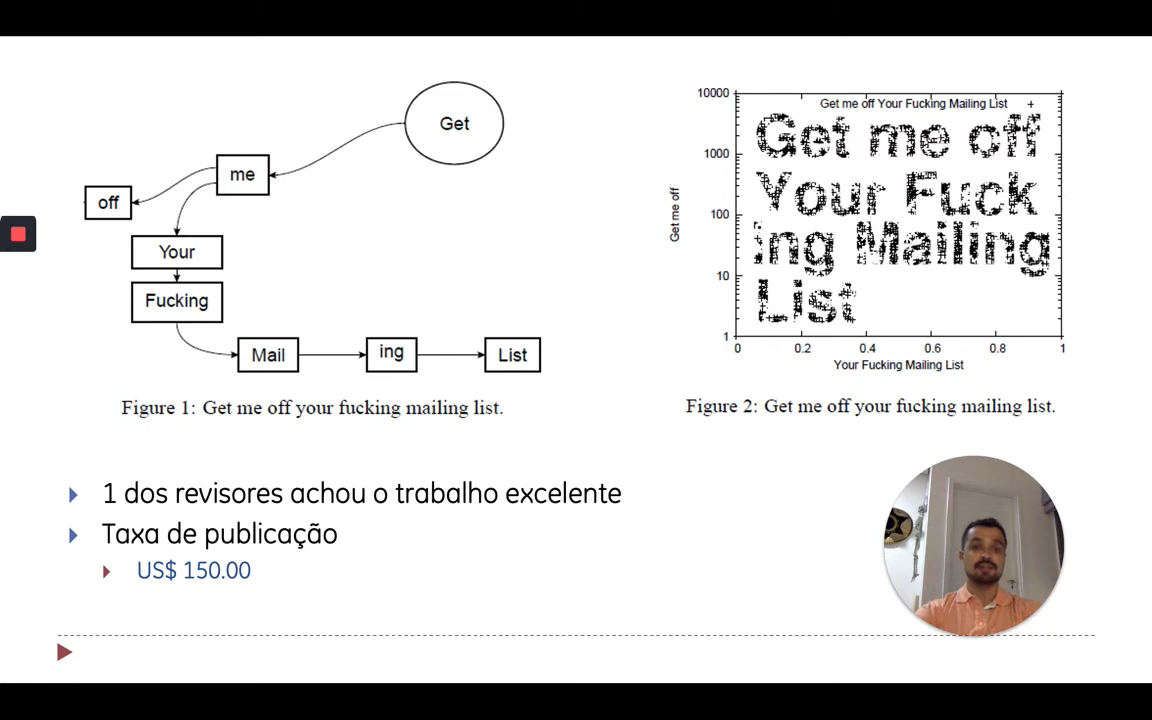 Get
me
off
Your
Fucking
Mail
ing
List
Figure 1: Get me off your fucking mailing list.
10000
1000
100
10
1
Get me off
Get me off Your Fucking Mailing List +
Get me off
Your Fuck
ing Mailing
List
0 0.2 0.4 0.6 0.8 1
Your Fucking Mailing List
Figure 2: Get me off your fucking mailing list.
1 dos revisores achou o trabalho excelente
Taxa de publicação
US$ 150.00